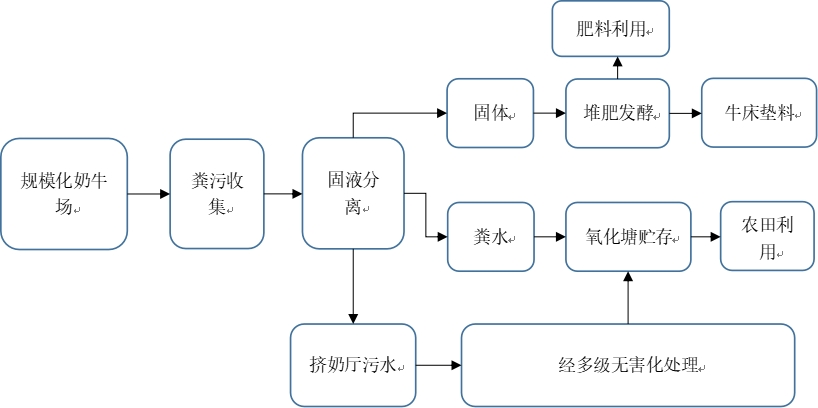 肥料利用
固体
堆肥发酵
牛床垫料
规模化奶牛
场
粪污收
集
固液分
离
粪水
氧化塘贮存
农田利
用
挤奶厅污水
经多级无害化处理